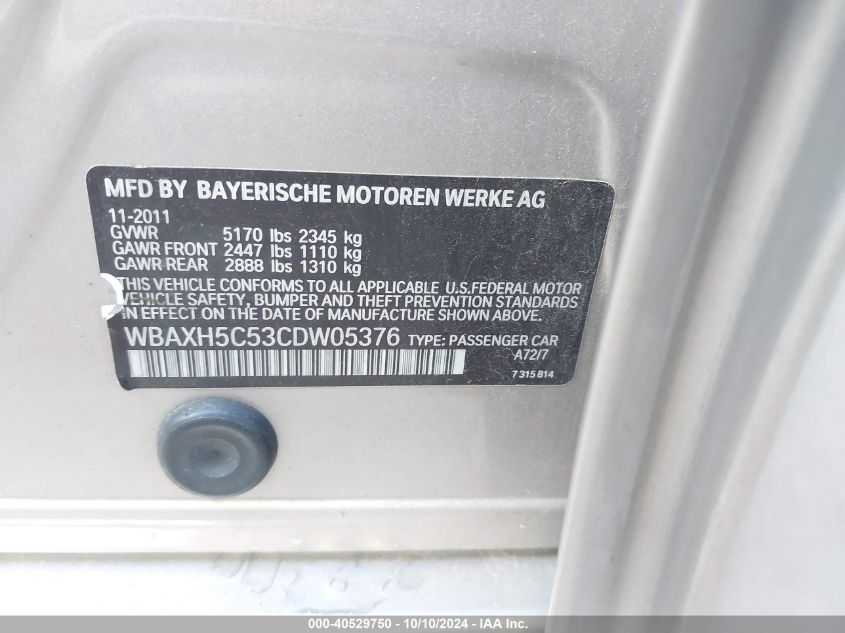 MFD BY BAYERISCHE MOTOREN WERKE AG
11-2011
GVWR 5170 lbs 2345 kg
GAWR FRONT 2447 lbs 1110 kg
GAWR REAR 2888 lbs 1310 kg
THIS VEHICLE CONFORMS TO ALL APPLICABLE U.S.FEDERAL MOTOR
VEHICLE SAFETY, BUMPER AND THEFT PREVENTION STANDARDS
IN EFFECT ON THE DATE OF MANUFACTURE SHOWN ABOVE.
WBAXH5C53CDW05376 TYPE: PASSENGER CAR
A72/7
7 315 814
000-40529750 - 10/10/2024 - IAA Inc.